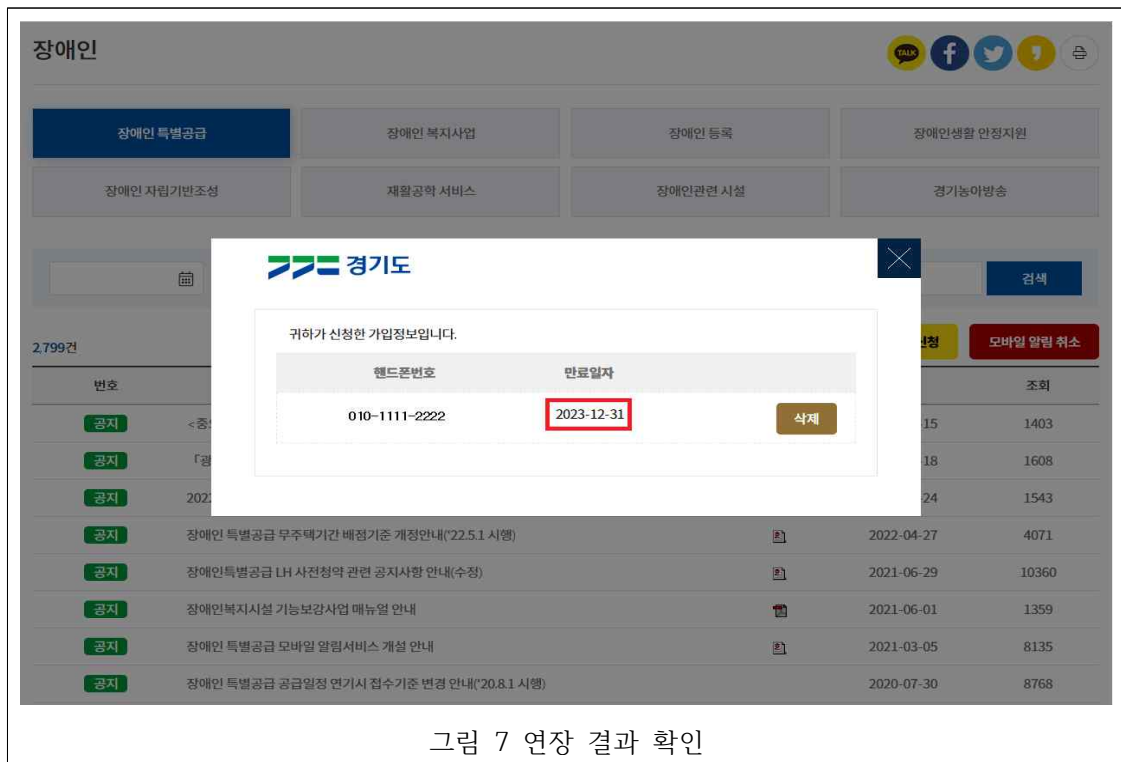 장애인
TALK
장애인 특별공급 장애인 복지사업 장애인 등록 장애인생활 안정지원
장애인 자립기반조성 재활공학 서비스 장애인관련 시설 경기농아방송
경기도
검색
귀하가 신청한 가입정보입니다.
2,799건 신청 모바일 알림 취소
핸드폰번호 만료일자
번호 조회
010-1111-2222 2023-12-31 삭제
공지 <중 15 1403
공지 「광 18 1608
공지 2022 24 1543
공지 장애인 특별공급 무주택기간 배점기준 개정안내('22.5.1 시행) 2022-04-27 4071
공지 장애인특별공급 LH 사전청약 관련 공지사항 안내(수정) 2021-06-29 10360
공지 장애인복지시설 기능보강사업 매뉴얼 안내 2021-06-01 1359
공지 장애인 특별공급 모바일 알림서비스 개설 안내 2021-03-05 8135
공지 장애인 특별공급 공급일정 연기시 접수기준 변경 안내('20.8.1 시행) 2020-07-30 8768
그림 7 연장 결과 확인